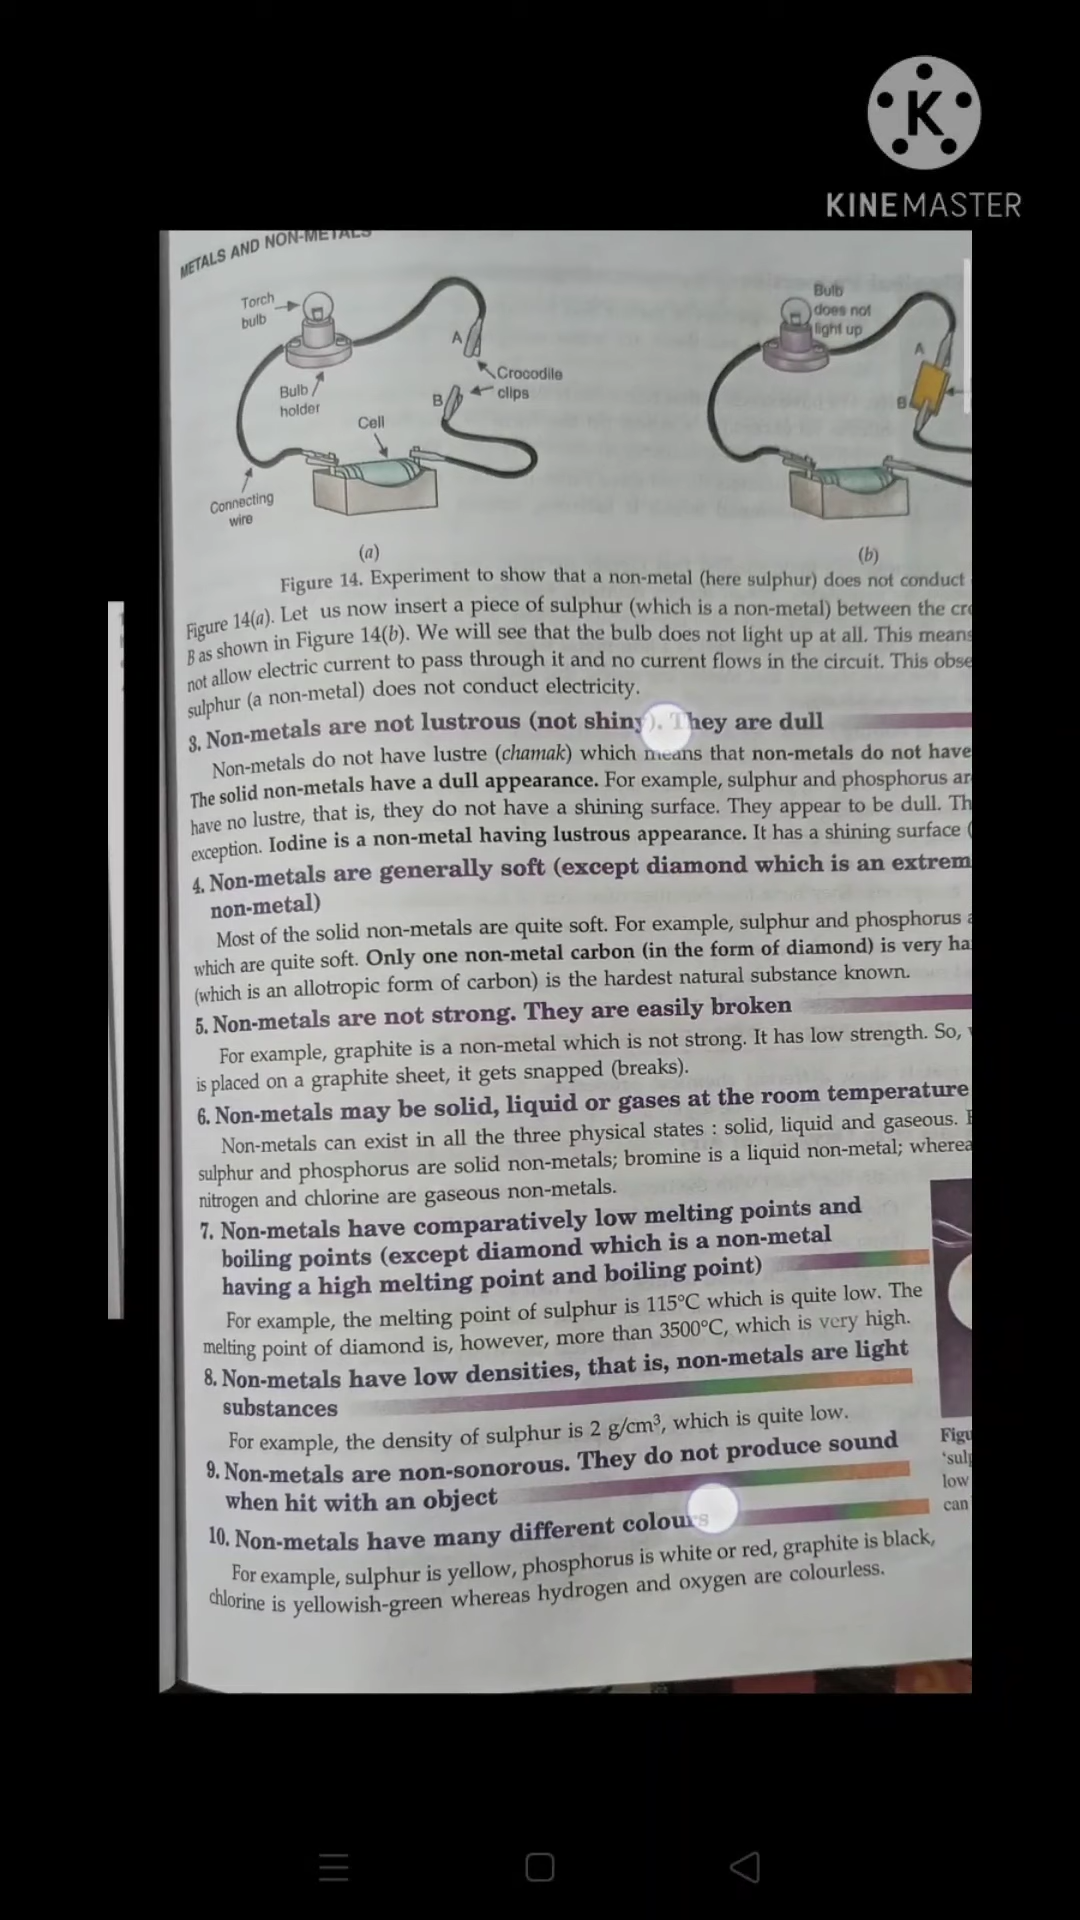 KINEMASTER
METALS AND NON-METALS
Torch
bulb
A
Crocodile
clips
B
Bulb
holder
Cell
Connecting
wire
(a)
Bulb
does not
light up
A
B
(b)
Figure 14. Experiment to show that a non-metal (here sulphur) does not conduct
Figure 14(a). Let us now insert a piece of sulphur (which is a non-metal) between the
B as shown in Figure 14(b). We will see that the bulb does not light up at all. This means
not allow electric current to pass through it and no current flows in the circuit. This
sulphur (a non-metal) does not conduct electricity.
3. Non-metals are not lustrous (not shiny). They are dull
Non-metals do not have lustre (chamak) which means that non-metals do not have
The solid non-metals have a dull appearance. For example, sulphur and phosphorus
have no lustre, that is, they do not have a shining surface. They appear to be dull.
exception. Iodine is a non-metal having lustrous appearance. It has a shining surface (
4. Non-metals are generally soft (except diamond which is an
non-metal)
Most of the solid non-metals are quite soft. For example, sulphur and phosphorus
which are quite soft. Only one non-metal carbon (in the form of diamond) is very
(which is an allotropic form of carbon) is the hardest natural substance known.
5. Non-metals are not strong. They are easily broken
For example, graphite is a non-metal which is not strong. It has low strength. So,
is placed on a graphite sheet, it gets snapped (breaks).
6. Non-metals may be solid, liquid or gases at the room temperature
Non-metals can exist in all the three physical states : solid, liquid and gaseous.
sulphur and phosphorus are solid non-metals; bromine is a liquid non-metal;
nitrogen and chlorine are gaseous non-metals.
7. Non-metals have comparatively low melting points and
boiling points (except diamond which is a non-metal
having a high melting point and boiling point)
For example, the melting point of sulphur is 115°C which is quite low. The
melting point of diamond is, however, more than 3500°C, which is very high.
8. Non-metals have low densities, that is, non-metals are light
substances
For example, the density of sulphur is 2 g/cm³, which is quite low.
9. Non-metals are non-sonorous. They do not produce sound
when hit with an object
10. Non-metals have many different colours
For example, sulphur is yellow, phosphorus is white or red, graphite is black,
chlorine is yellowish-green whereas hydrogen and oxygen are colourless.
low
can